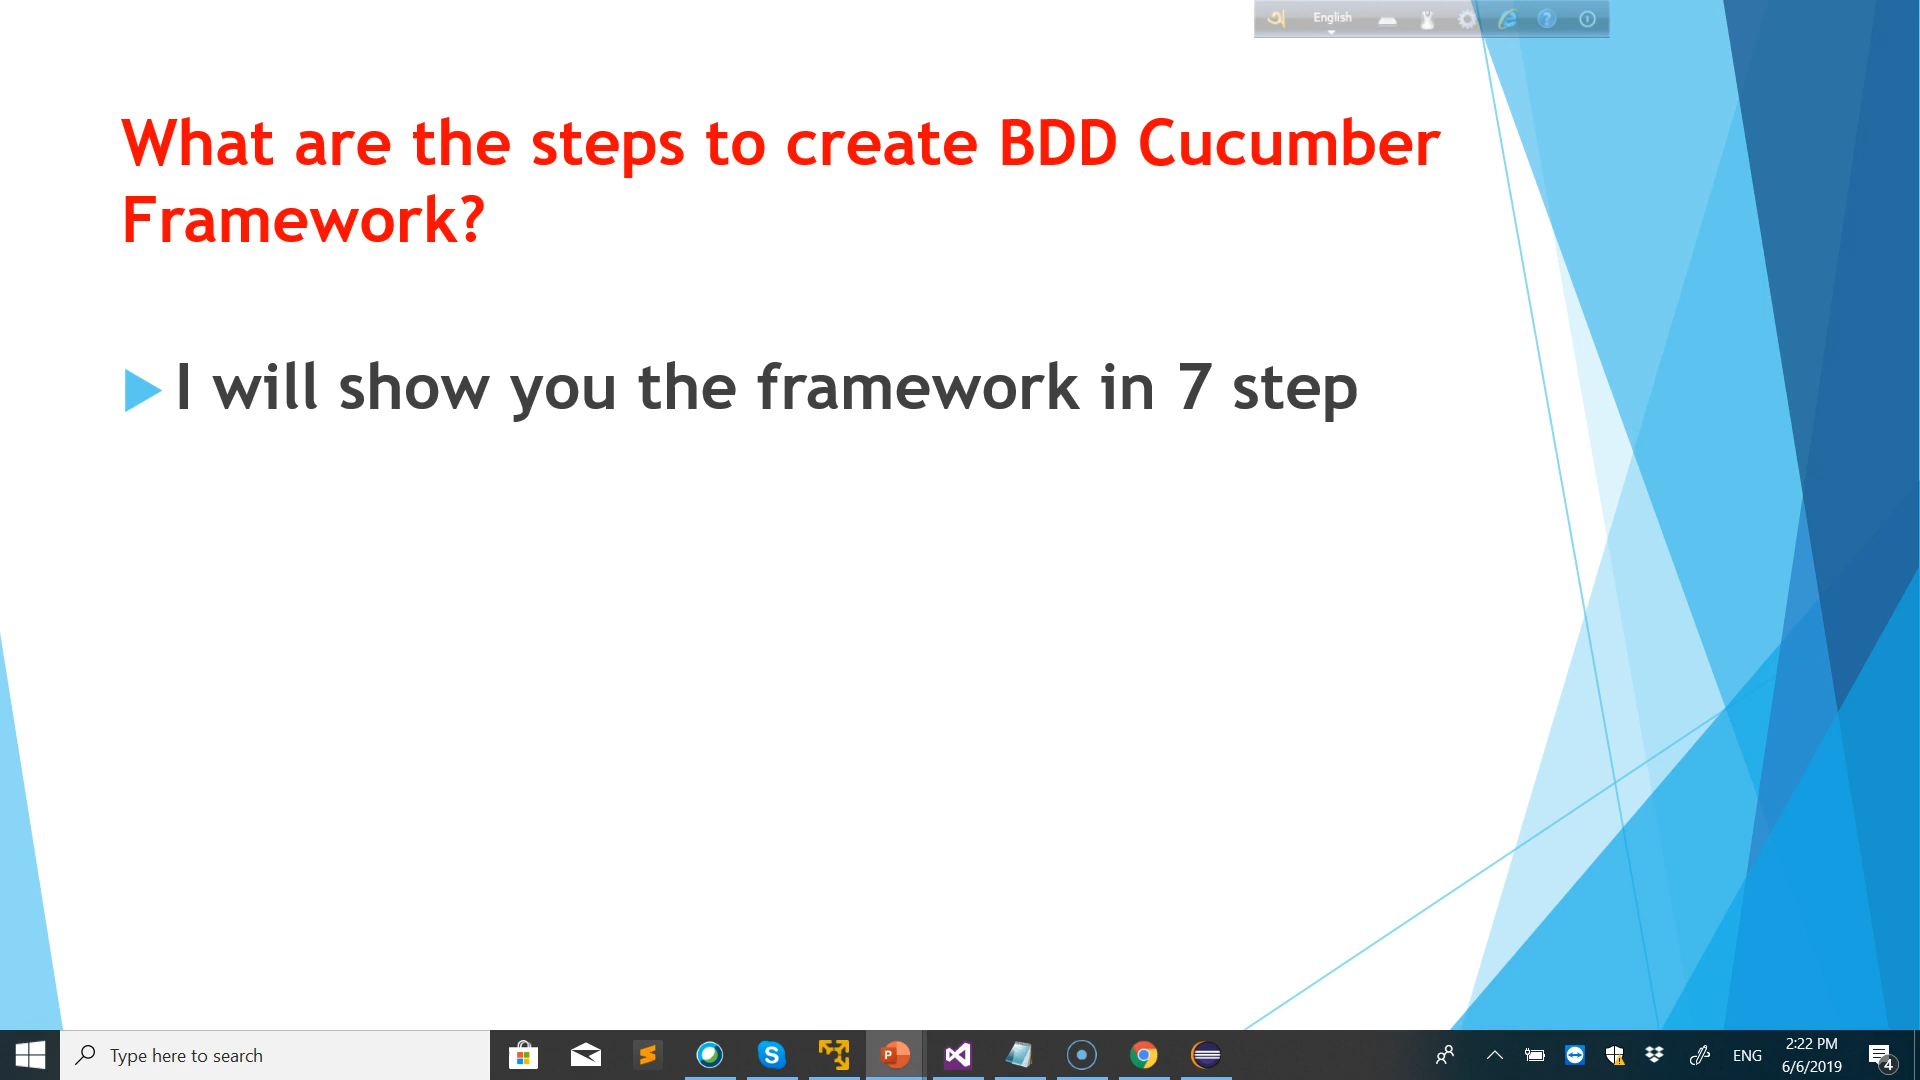 English
What are the steps to create BDD Cucumber
Framework?
I will show you the framework in 7 step
Type here to search
ENG
2:22 PM
6/6/2019
4